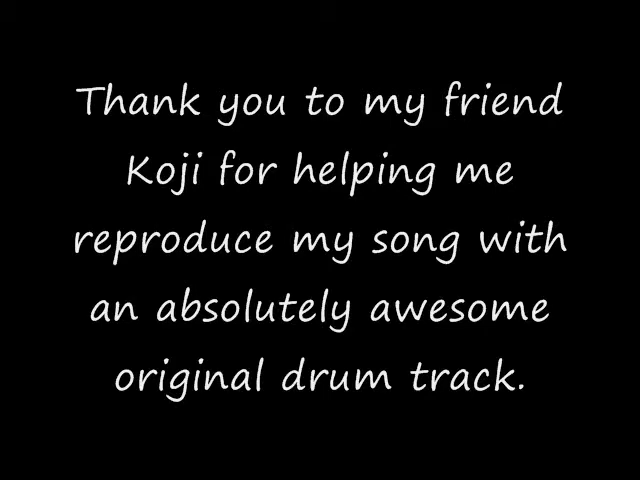 Thank you to my friend
Koji for helping me
reproduce my song with
an absolutely awesome
original drum track.